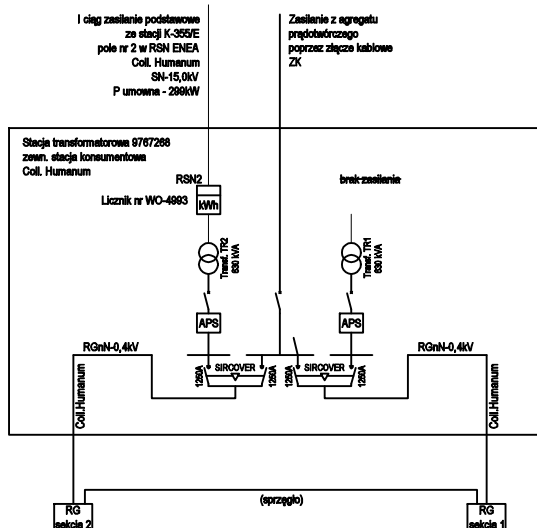 I ciąg zasilanie podstawowe
ze stacji K-355/E
pole nr 2 w RSN ENEA
Coll. Humanum
SN-15,0kV
P umowna - 299kW
Zasilanie z agregatu
prądotwórczego
poprzez złącze kablowe
ZK
Stacja transformatorowa 9767268
zewn. stacja konsumentowa
Coll. Humanum
RSN2
brak zasilania
Licznik nr WO-4993
kWh
Transf. TR2
630 kVA
Transf. TR1
630 kVA
APS
APS
RGnN-0,4kV
SIRCOVER
SIRCOVER
RGnN-0,4kV
1250A
1250A
1250A
1250A
Coll.Humanum
Coll.Humanum
(sprzęgło)
RG
sekcja 2
RG
sekcja 1